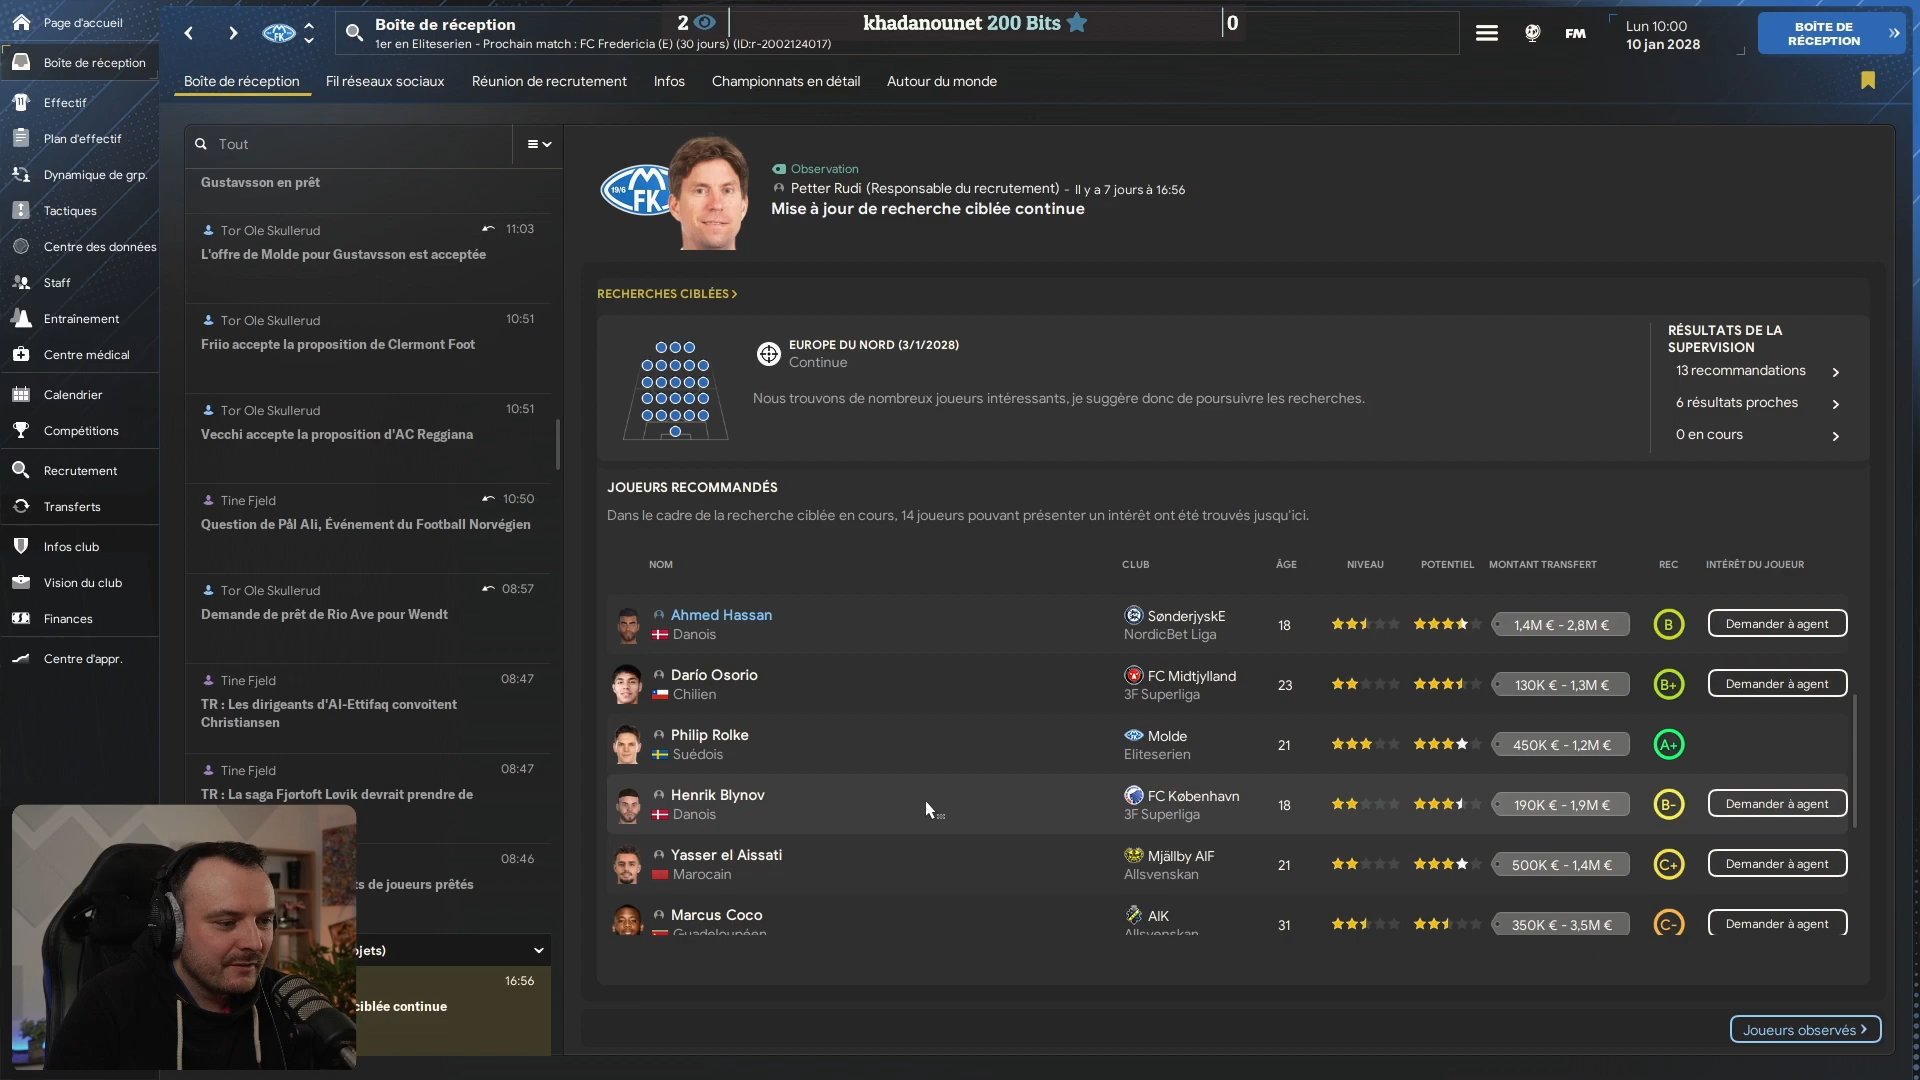 Page d'accueil
Boîte de réception
Effectif
Plan d'effectif
Dynamique de grp.
Tactiques
Centre des données
Staff
Entraînement
Centre médical
Calendrier
Compétitions
Recrutement
Transferts
Infos club
Vision du club
Finances
Centre d'appr.
Boîte de réception
1er en Eliteserien - Prochain match : FC Fredericia (E) (30 jours) (ID:r-2002124017)
2
khadanounet 200 Bits
0
FM
Lun 10:00
10 jan 2028
BOÎTE DE
RÉCEPTION
Boîte de réception
Fil réseaux sociaux
Réunion de recrutement
Infos
Championnats en détail
Autour du monde
Tout
Gustavsson en prêt
Tor Ole Skullerud 11:03
L'offre de Molde pour Gustavsson est acceptée
Tor Ole Skullerud 10:51
Friio accepte la proposition de Clermont Foot
Tor Ole Skullerud 10:51
Vecchi accepte la proposition d'AC Reggiana
Tine Fjeld 10:50
Question de Pål Ali, Événement du Football Norvégien
Tor Ole Skullerud 08:57
Demande de prêt de Rio Ave pour Wendt
Tine Fjeld 08:47
TR : Les dirigeants d'Al-Ettifaq convoitent
Christiansen
Tine Fjeld 08:47
TR : La saga Fjørtoft Løvik devrait prendre de
08:46
ts de joueurs prêtés
ojets)
16:56
ciblée continue
Observation
Petter Rudi (Responsable du recrutement) - Il y a 7 jours à 16:56
Mise à jour de recherche ciblée continue
RECHERCHES CIBLÉES
EUROPE DU NORD (3/1/2028)
Continue
Nous trouvons de nombreux joueurs intéressants, je suggère donc de poursuivre les recherches.
RÉSULTATS DE LA
SUPERVISION
13 recommandations
6 résultats proches
0 en cours
JOUEURS RECOMMANDÉS
Dans le cadre de la recherche ciblée en cours, 14 joueurs pouvant présenter un intérêt ont été trouvés jusqu'ici.
NOM CLUB ÂGE NIVEAU POTENTIEL MONTANT TRANSFERT REC INTÉRÊT DU JOUEUR
Ahmed Hassan SønderjyskE 18 1,4M € - 2,8M € B Demander à agent
Danois NordicBet Liga
Darío Osorio FC Midtjylland 23 130K € - 1,3M € B+ Demander à agent
Chilien 3F Superliga
Philip Rolke Molde 21 450K € - 1,2M € A+
Suédois Eliteserien
Henrik Blynov FC København 18 190K € - 1,9M € B- Demander à agent
Danois 3F Superliga
Yasser el Aissati Mjällby AIF 21 500K € - 1,4M € C+ Demander à agent
Marocain Allsvenskan
Marcus Coco AIK 31 350K € - 3,5M € C- Demander à agent
Guadeloupéen Allsvenskan
Joueurs observés